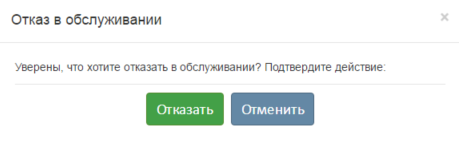 Отказ в обслуживании
×
Уверены, что хотите отказать в обслуживании? Подтвердите действие:
Отказать Отменить